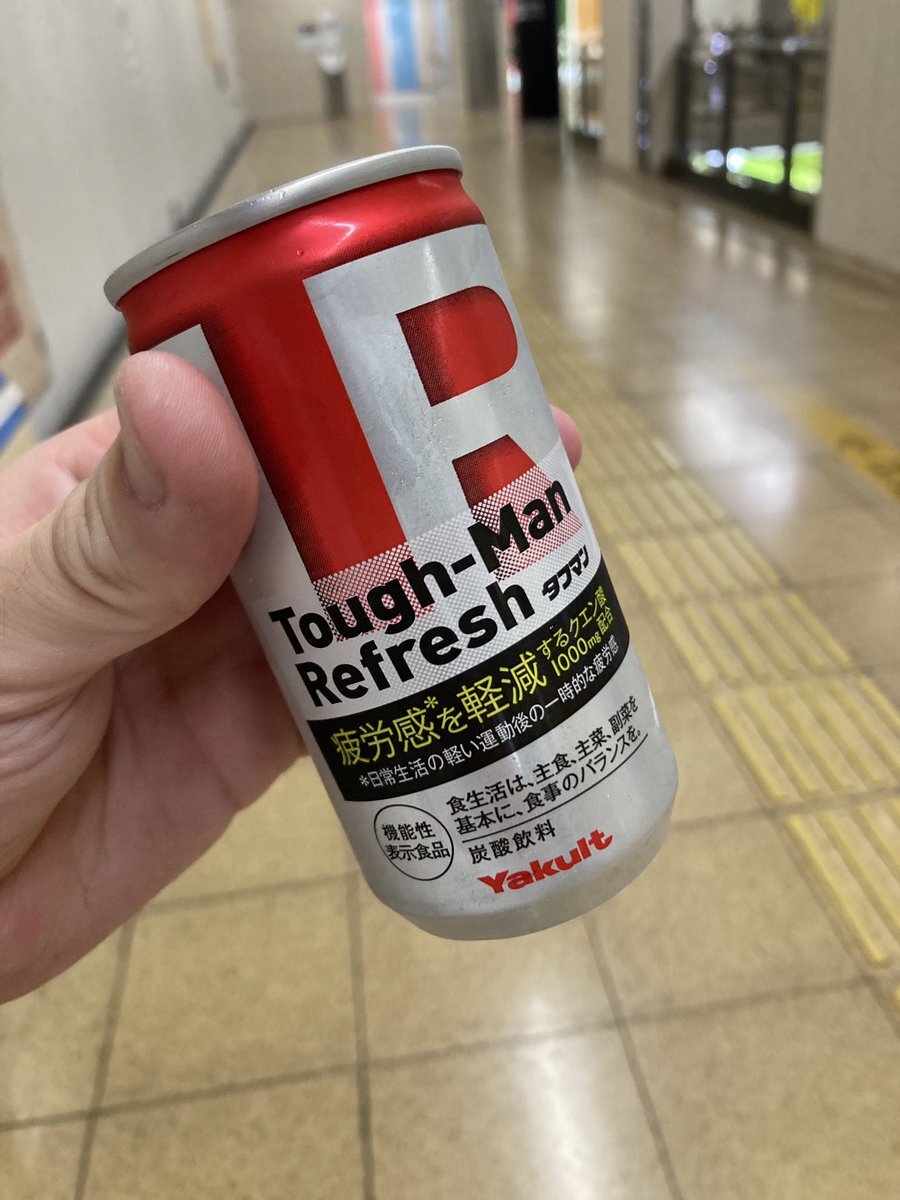 TR
Tough-Man
Refresh タフマン
疲労感*を軽減するクエン酸
1000mg配合
*日常生活の軽い運動後の一時的な疲労感
機能性
表示食品
食生活は、主食、主菜、副菜を
基本に、食事のバランスを。
炭酸飲料
Yakult